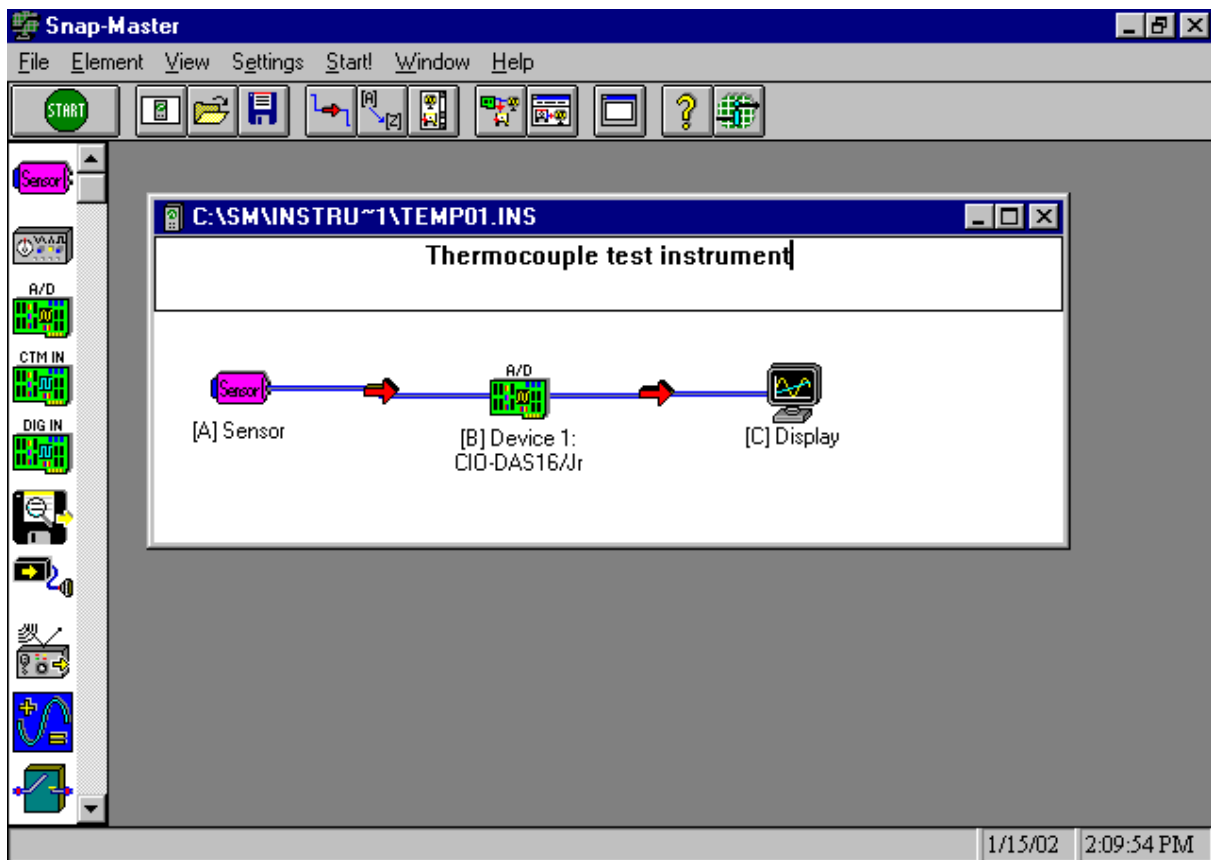 Snap-Master
File Element View Settings Start! Window Help
START
[A]
[Z]
Sensor
C:\SM\INSTRU~1\TEMP01.INS
Thermocouple test instrument
A/D
CTM IN
DIG IN
Sensor
A/D
[A] Sensor
[B] Device 1:
CIO-DAS16/Jr
[C] Display
1/15/02 2:09:54 PM